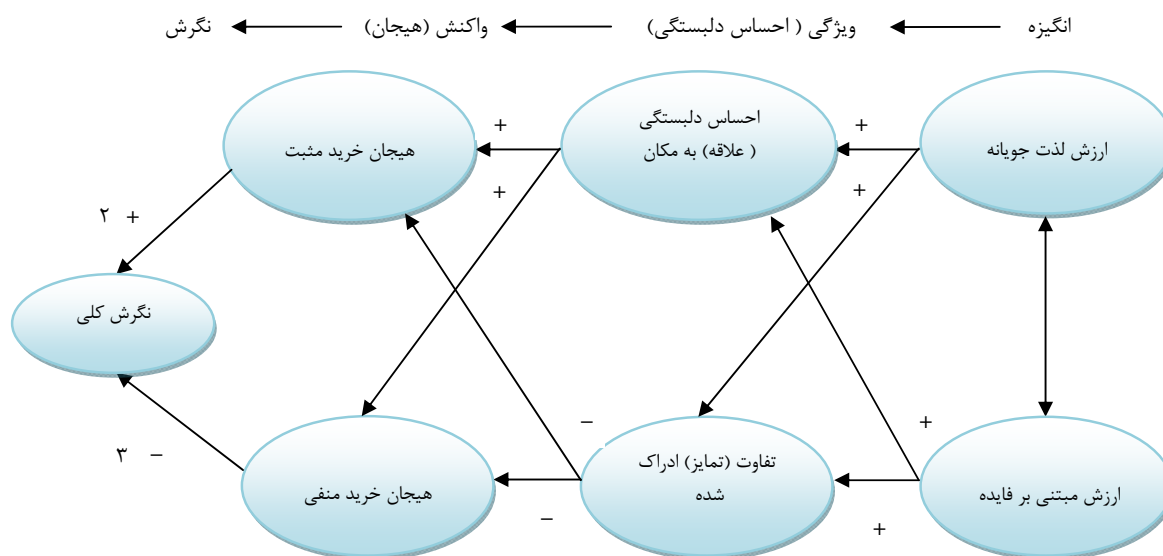 انگیزه
ویژگی ( احساس دلبستگی)
واکنش (هیجان)
نگرش
ارزش لذت جویانه
+
+
احساس دلبستگی
( علاقه) به مکان
+
+
هیجان خرید مثبت
+ ۲
نگرش کلی
ارزش مبتنی بر فایده
+
+
تفاوت (تمایز) ادراک
شده
−
−
هیجان خرید منفی
− ۳